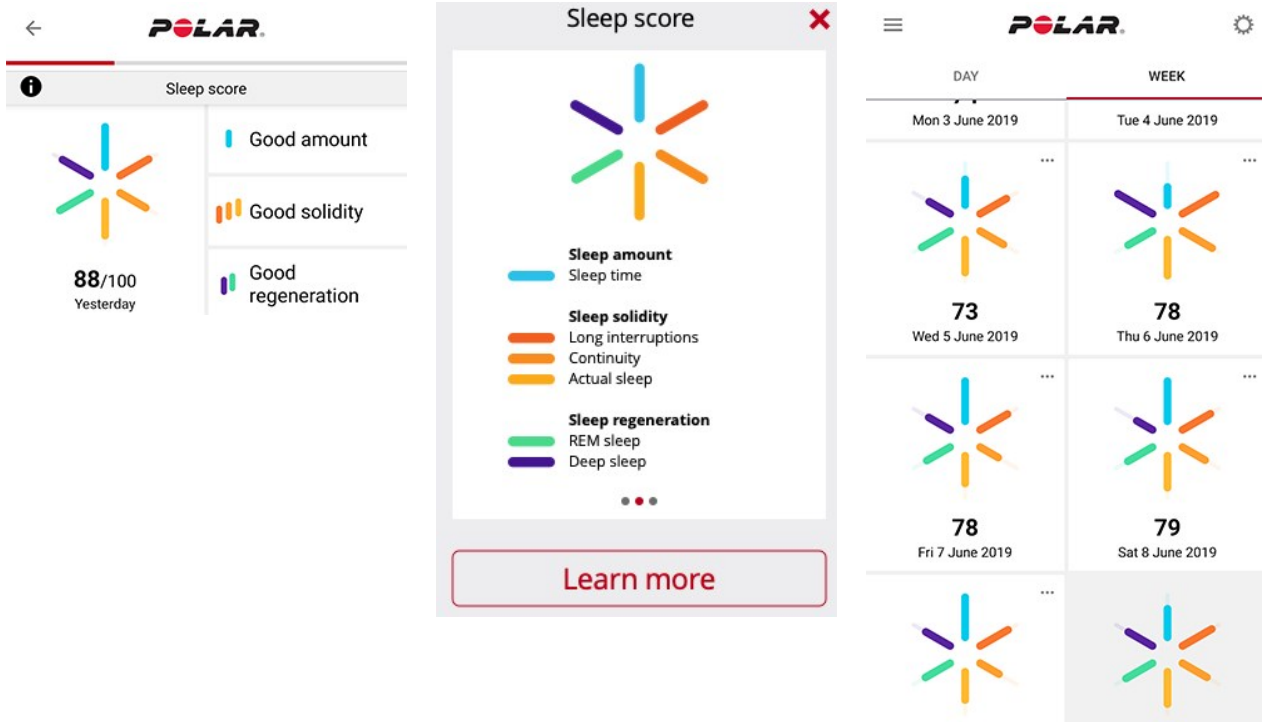 POLAR.
Sleep score
Good amount
Good solidity
Good
regeneration
88/100
Yesterday
Sleep score
Sleep amount
Sleep time
Sleep solidity
Long interruptions
Continuity
Actual sleep
Sleep regeneration
REM sleep
Deep sleep
Learn more
POLAR.
DAY
WEEK
Mon 3 June 2019
Tue 4 June 2019
73
Wed 5 June 2019
78
Thu 6 June 2019
78
Fri 7 June 2019
79
Sat 8 June 2019